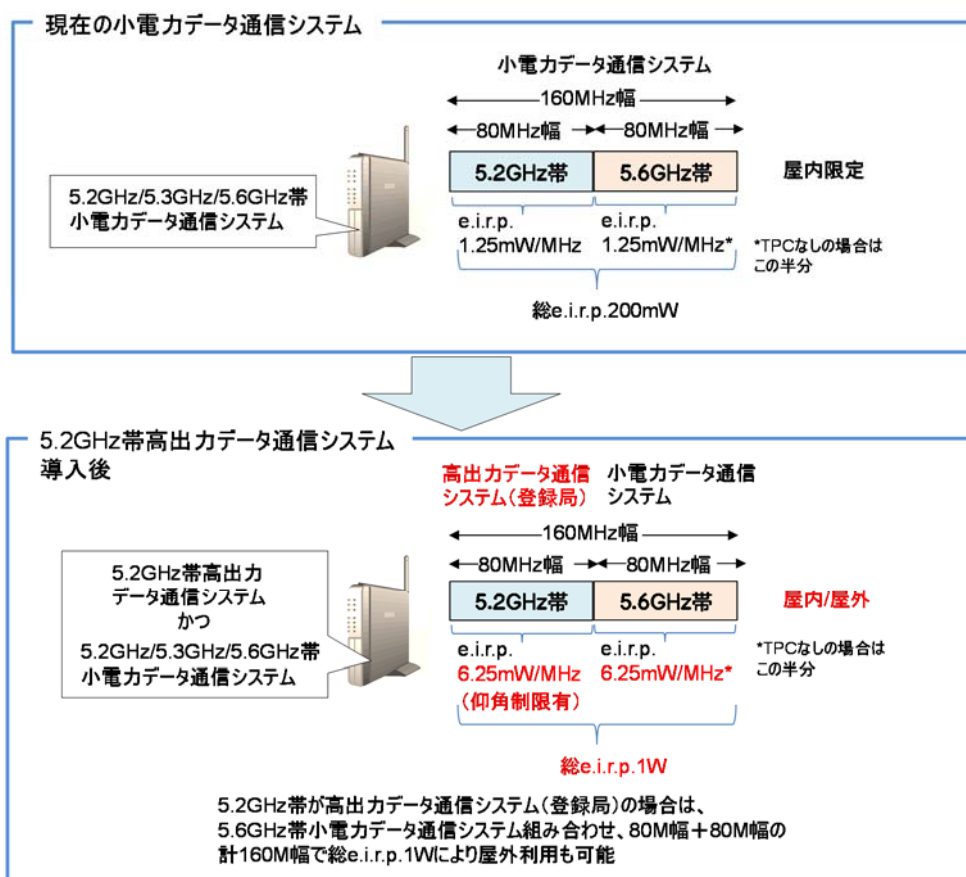 現在の小電力データ通信システム
小電力データ通信システム
160MHz幅
80MHz幅 80MHz幅
5.2GHz帯 5.6GHz帯
屋内限定
5.2GHz/5.3GHz/5.6GHz帯
小電力データ通信システム
e.i.r.p.
1.25mW/MHz
e.i.r.p.
1.25mW/MHz*
*TPCなしの場合は
この半分
総e.i.r.p.200mW
5.2GHz帯高出力データ通信システム
導入後
高出力データ通信
システム(登録局)
小電力データ通信
システム
160MHz幅
80MHz幅 80MHz幅
5.2GHz帯 5.6GHz帯
屋内/屋外
5.2GHz帯高出力
データ通信システム
かつ
5.2GHz/5.3GHz/5.6GHz帯
小電力データ通信システム
e.i.r.p.
6.25mW/MHz
(仰角制限有)
e.i.r.p.
6.25mW/MHz*
*TPCなしの場合は
この半分
総e.i.r.p.1W
5.2GHz帯が高出力データ通信システム(登録局)の場合は、
5.6GHz帯小電力データ通信システム組み合わせ、80M幅+80M幅の
計160M幅で総e.i.r.p.1Wにより屋外利用も可能